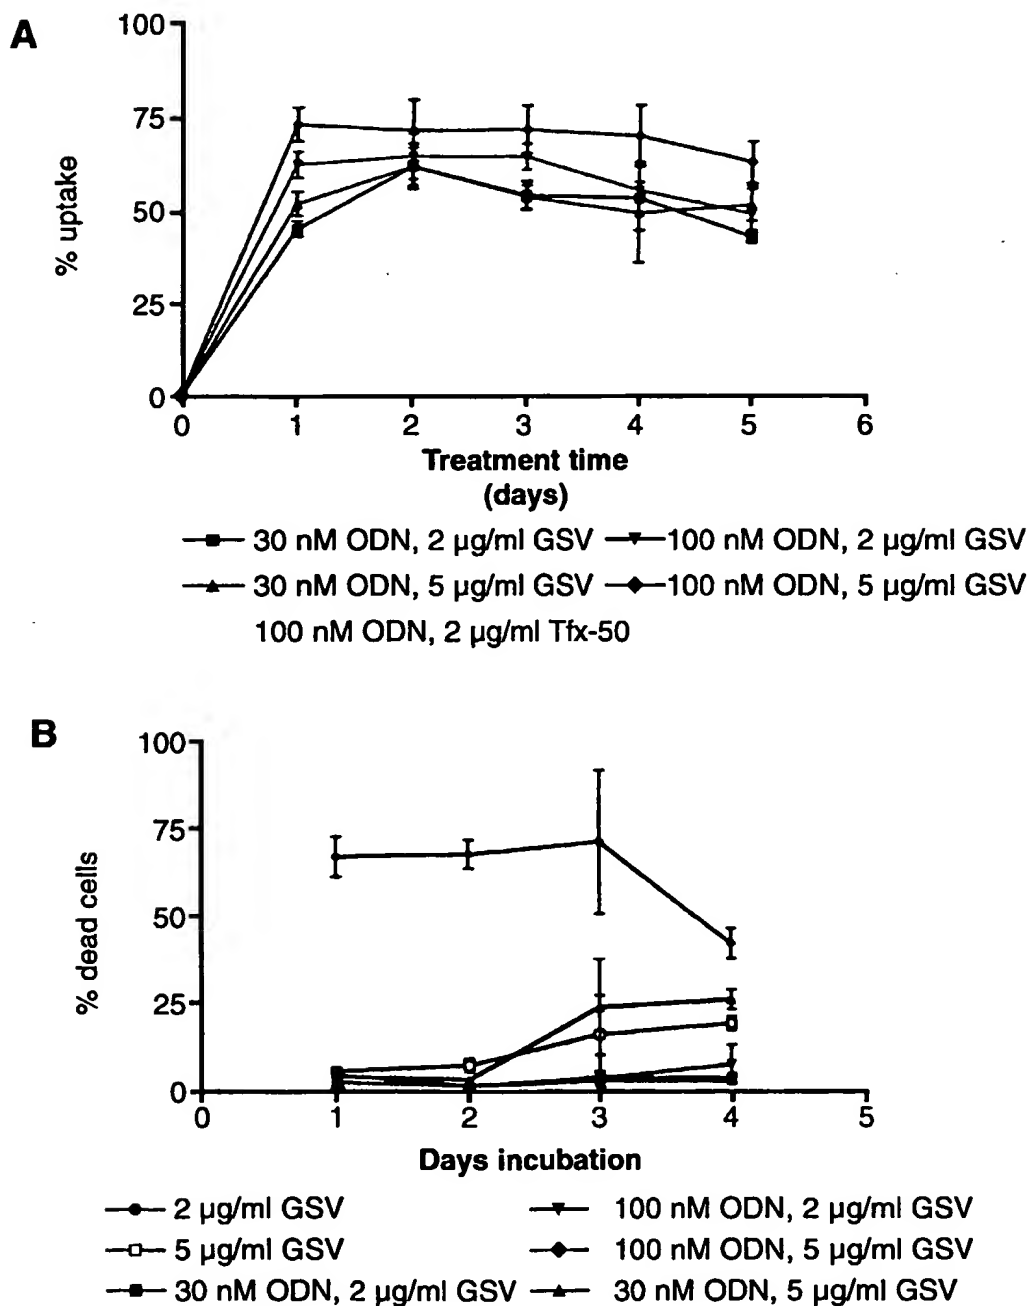 A
100
75
50
25
0
% uptake
0 1 2 3 4 5 6
Treatment time
(days)
30 nM ODN, 2 µg/ml GSV 100 nM ODN, 2 µg/ml GSV
30 nM ODN, 5 µg/ml GSV 100 nM ODN, 5 µg/ml GSV
100 nM ODN, 2 µg/ml Tfx-50
B
100
75
50
25
0
% dead cells
0 1 2 3 4 5
Days incubation
2 µg/ml GSV 100 nM ODN, 2 µg/ml GSV
5 µg/ml GSV 100 nM ODN, 5 µg/ml GSV
30 nM ODN, 2 µg/ml GSV 30 nM ODN, 5 µg/ml GSV